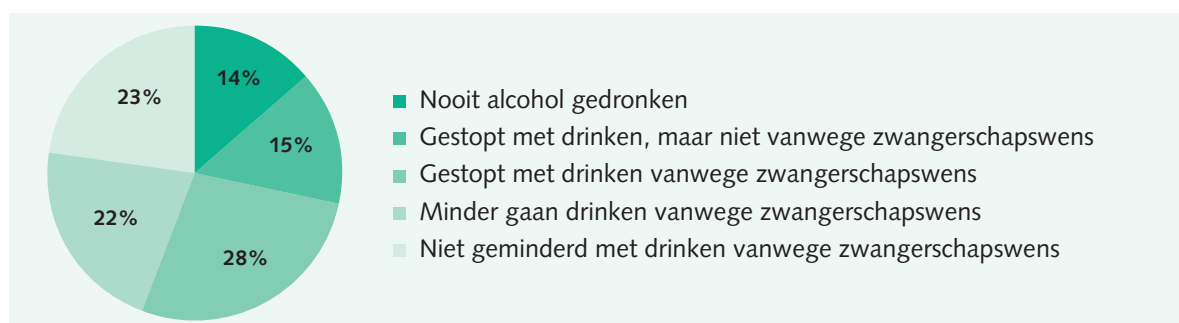 14%
15%
28%
22%
23%
Nooit alcohol gedronken
Gestopt met drinken, maar niet vanwege zwangerschapswens
Gestopt met drinken vanwege zwangerschapswens
Minder gaan drinken vanwege zwangerschapswens
Niet geminderd met drinken vanwege zwangerschapswens